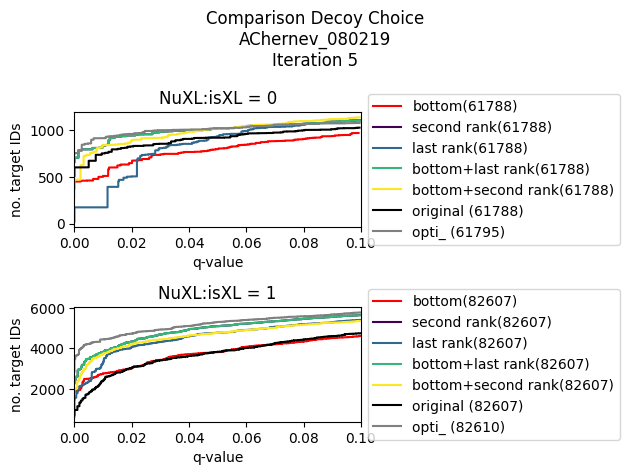 Comparison Decoy Choice
AChernev_080219
Iteration 5
NuXL:isXL = 0
no. target IDs
1000
500
0
0.00 0.02 0.04 0.06 0.08 0.10
q-value
bottom(61788)
second rank(61788)
last rank(61788)
bottom+last rank(61788)
bottom+second rank(61788)
original (61788)
opti_ (61795)
NuXL:isXL = 1
no. target IDs
6000
4000
2000
0.00 0.02 0.04 0.06 0.08 0.10
q-value
bottom(82607)
second rank(82607)
last rank(82607)
bottom+last rank(82607)
bottom+second rank(82607)
original (82607)
opti_ (82610)